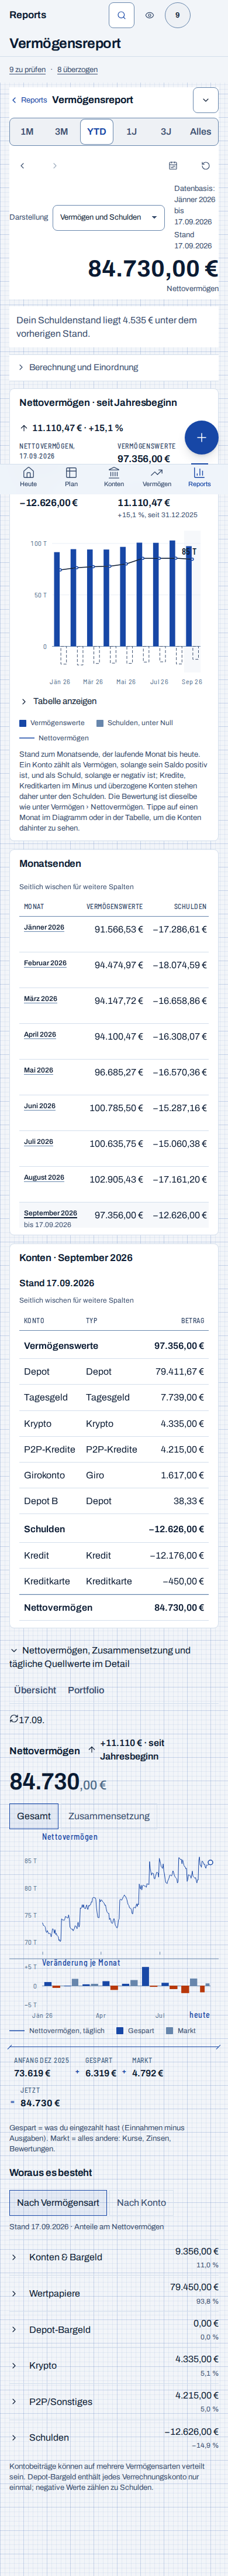 Reports
9
Vermögensreport
9 zu prüfen · 8 überzogen
Reports Vermögensreport
1M 3M YTD 1J 3J Alles
Datenbasis:
Jänner 2026
bis
17.09.2026
Stand
17.09.2026
Darstellung Vermögen und Schulden
84.730,00 €
Nettovermögen
Dein Schuldenstand liegt 4.535 € unter dem
vorherigen Stand.
Berechnung und Einordnung
Nettovermögen · seit Jahresbeginn
11.110,47 € · +15,1 %
NETTOVERMÖGEN,
17.09.2026
VERMÖGENSWERTE
97.356,00 €
Heute Plan Konten Vermögen Reports
−12.626,00 € 11.110,47 €
+15,1 %, seit 31.12.2025
100 T
85 T
50 T
0
Jän 26 Mär 26 Mai 26 Jul 26 Sep 26
Tabelle anzeigen
Vermögenswerte Schulden, unter Null
Nettovermögen
Stand zum Monatsende, der laufende Monat bis heute.
Ein Konto zählt als Vermögen, solange sein Saldo positiv
ist, und als Schuld, solange er negativ ist; Kredite,
Kreditkarten im Minus und überzogene Konten stehen
daher unter den Schulden. Die Bewertung ist dieselbe
wie unter Vermögen › Nettovermögen. Tippe auf einen
Monat im Diagramm oder in der Tabelle, um die Konten
dahinter zu sehen.
Monatsenden
Seitlich wischen für weitere Spalten
MONAT VERMÖGENSWERTE SCHULDEN
Jänner 2026 91.566,53 € −17.286,61 €
Februar 2026 94.474,97 € −18.074,59 €
März 2026 94.147,72 € −16.658,86 €
April 2026 94.100,47 € −16.308,07 €
Mai 2026 96.685,27 € −16.570,36 €
Juni 2026 100.785,50 € −15.287,16 €
Juli 2026 100.635,75 € −15.060,38 €
August 2026 102.905,43 € −17.161,20 €
September 2026 97.356,00 € −12.626,00 €
bis 17.09.2026
Konten · September 2026
Stand 17.09.2026
Seitlich wischen für weitere Spalten
KONTO TYP BETRAG
Vermögenswerte 97.356,00 €
Depot Depot 79.411,67 €
Tagesgeld Tagesgeld 7.739,00 €
Krypto Krypto 4.335,00 €
P2P-Kredite P2P-Kredite 4.215,00 €
Girokonto Giro 1.617,00 €
Depot B Depot 38,33 €
Schulden −12.626,00 €
Kredit Kredit −12.176,00 €
Kreditkarte Kreditkarte −450,00 €
Nettovermögen 84.730,00 €
Nettovermögen, Zusammensetzung und
tägliche Quellwerte im Detail
Übersicht Portfolio
17.09.
Nettovermögen +11.110 € · seit
Jahresbeginn
84.730,00 €
Gesamt Zusammensetzung
Nettovermögen
85 T
80 T
75 T
70 T
Veränderung je Monat
+5 T
0
−5 T
Jän 26 Apr Jul heute
Nettovermögen, täglich Gespart Markt
ANFANG DEZ 2025 GESPART MARKT
73.619 € + 6.319 € + 4.792 €
JETZT
= 84.730 €
Gespart = was du eingezahlt hast (Einnahmen minus
Ausgaben). Markt = alles andere: Kurse, Zinsen,
Bewertungen.
Woraus es besteht
Nach Vermögensart Nach Konto
Stand 17.09.2026 · Anteile am Nettovermögen
Konten & Bargeld 9.356,00 €
11,0 %
Wertpapiere 79.450,00 €
93,8 %
Depot-Bargeld 0,00 €
0,0 %
Krypto 4.335,00 €
5,1 %
P2P/Sonstiges 4.215,00 €
5,0 %
Schulden −12.626,00 €
−14,9 %
Kontobeiträge können auf mehrere Vermögensarten verteilt
sein. Depot-Bargeld enthält jedes Verrechnungskonto nur
einmal; negative Werte zählen zu Schulden.